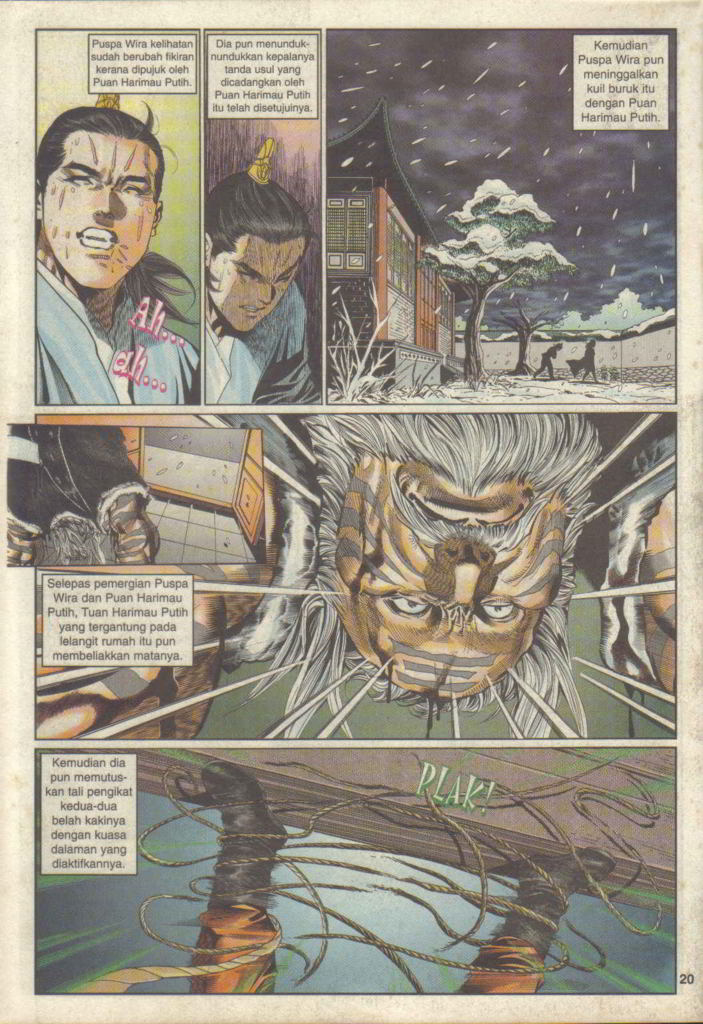 Puspa Wira kelihatan
sudah berubah fikiran
kerana dipujuk oleh
Puan Harimau Putih.
Ah...
ah...
Dia pun menunduk-
nundukkan kepalanya
tanda usul yang
dicadangkan oleh
Puan Harimau Putih
itu telah disetujuinya.
Kemudian
Puspa Wira pun
meninggalkan
kuil buruk itu
dengan Puan
Harimau Putih.
Selepas pemergian Puspa
Wira dan Puan Harimau
Putih, Tuan Harimau Putih
yang tergantung pada
lelangit rumah itu pun
membeliakkan matanya.
Kemudian dia
pun memutus-
kan tali pengikat
kedua-dua
belah kakinya
dengan kuasa
dalaman yang
diaktifkannya.
PLAK!
20